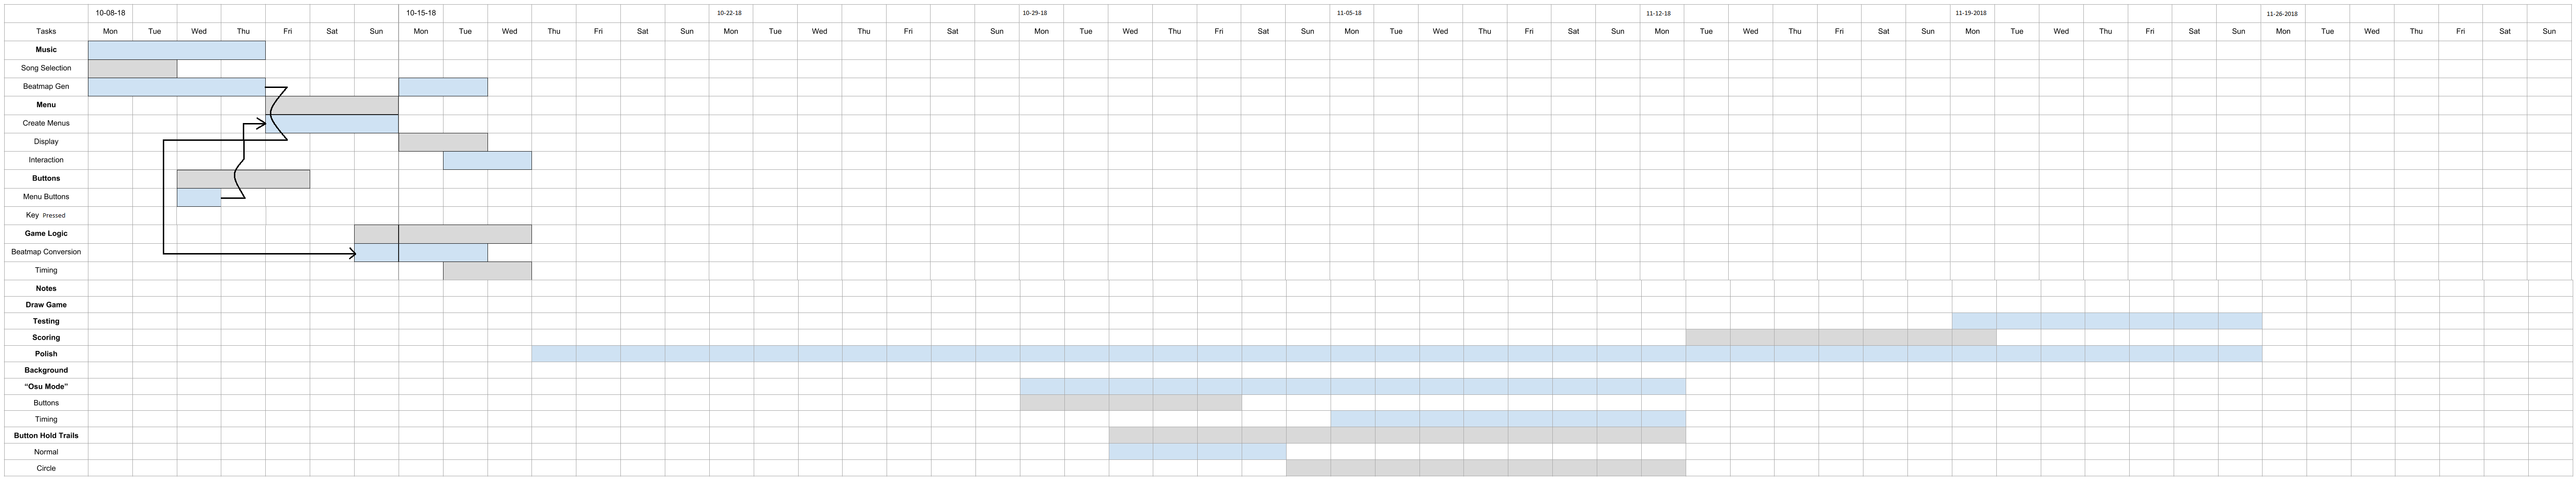 10-08-18 10-15-18 10-22-18 10-29-18 11-05-18 11-12-18 11-19-2018 11-26-2018
Tasks Mon Tue Wed Thu Fri Sat Sun Mon Tue Wed Thu Fri Sat Sun Mon Tue Wed Thu Fri Sat Sun Mon Tue Wed Thu Fri Sat Sun Mon Tue Wed Thu Fri Sat Sun Mon Tue Wed Thu Fri Sat Sun Mon Tue Wed Thu Fri Sat Sun Mon Tue Wed Thu Fri Sat Sun
Music
Song Selection
Beatmap Gen
Menu
Create Menus
Display
Interaction
Buttons
Menu Buttons
Key Pressed
Game Logic
Beatmap Conversion
Timing
Notes
Draw Game
Testing
Scoring
Polish
Background
“Osu Mode”
Buttons
Timing
Button Hold Trails
Normal
Circle